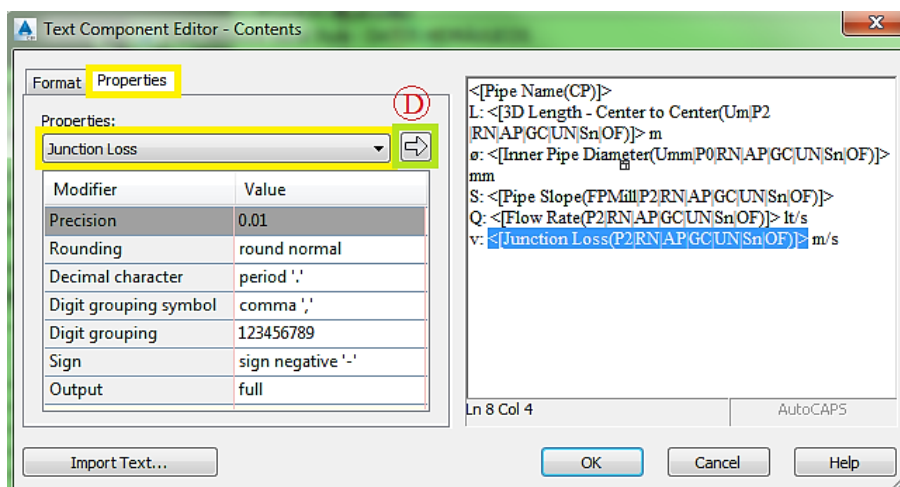 Text Component Editor - Contents
Format
Properties
Properties:
D
Junction Loss
Modifier Value
Precision 0.01
Rounding round normal
Decimal character period '.'
Digit grouping symbol comma ','
Digit grouping 123456789
Sign sign negative '-'
Output full
<[Pipe Name(CP)]>
L: <[3D Length - Center to Center(Um|P2
|RN|AP|GC|UN|Sn|OF)]> m
ø: <[Inner Pipe Diameter(Umm|P0|RN|AP|GC|UN|Sn|OF)]>
mm
S: <[Pipe Slope(FPMill|P2|RN|AP|GC|UN|Sn|OF)]>
Q: <[Flow Rate(P2|RN|AP|GC|UN|Sn|OF)]> lt/s
v: <[Junction Loss(P2|RN|AP|GC|UN|Sn|OF)]> m/s
Ln 8 Col 4
AutoCAPS
Import Text...
OK
Cancel
Help